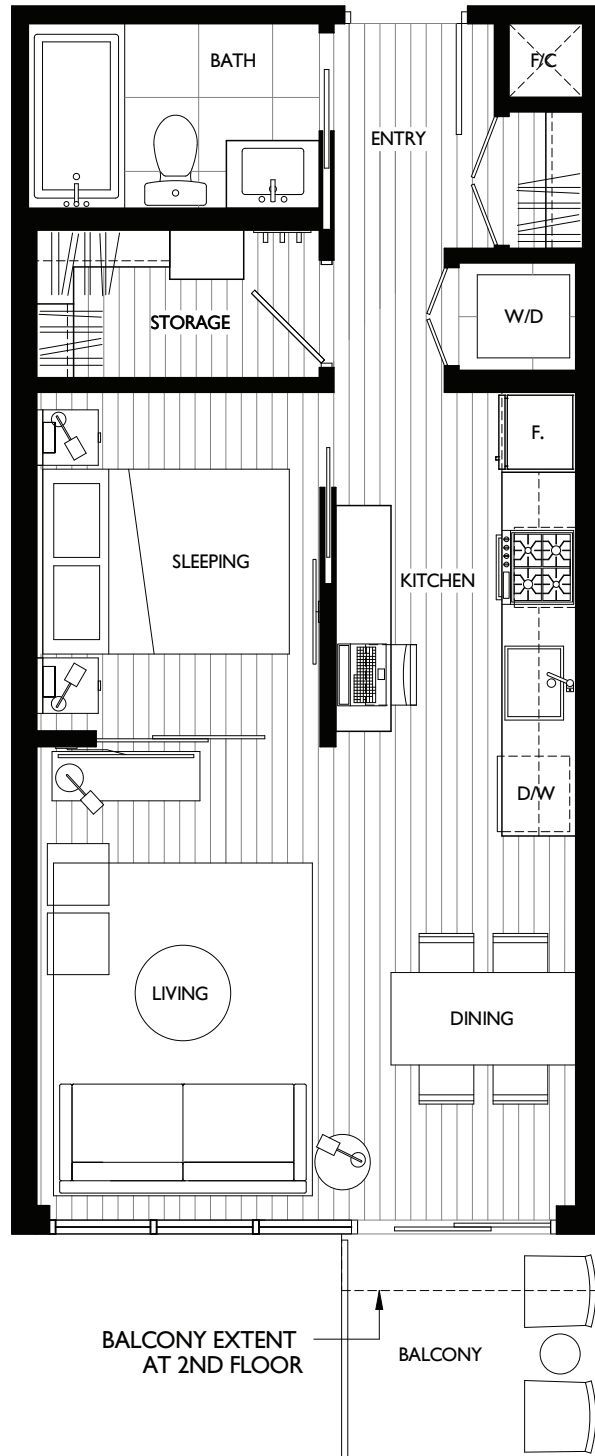 BATH
F/C
ENTRY
W/D
STORAGE
F.
SLEEPING
KITCHEN
D/W
LIVING
DINING
BALCONY EXTENT
AT 2ND FLOOR
BALCONY